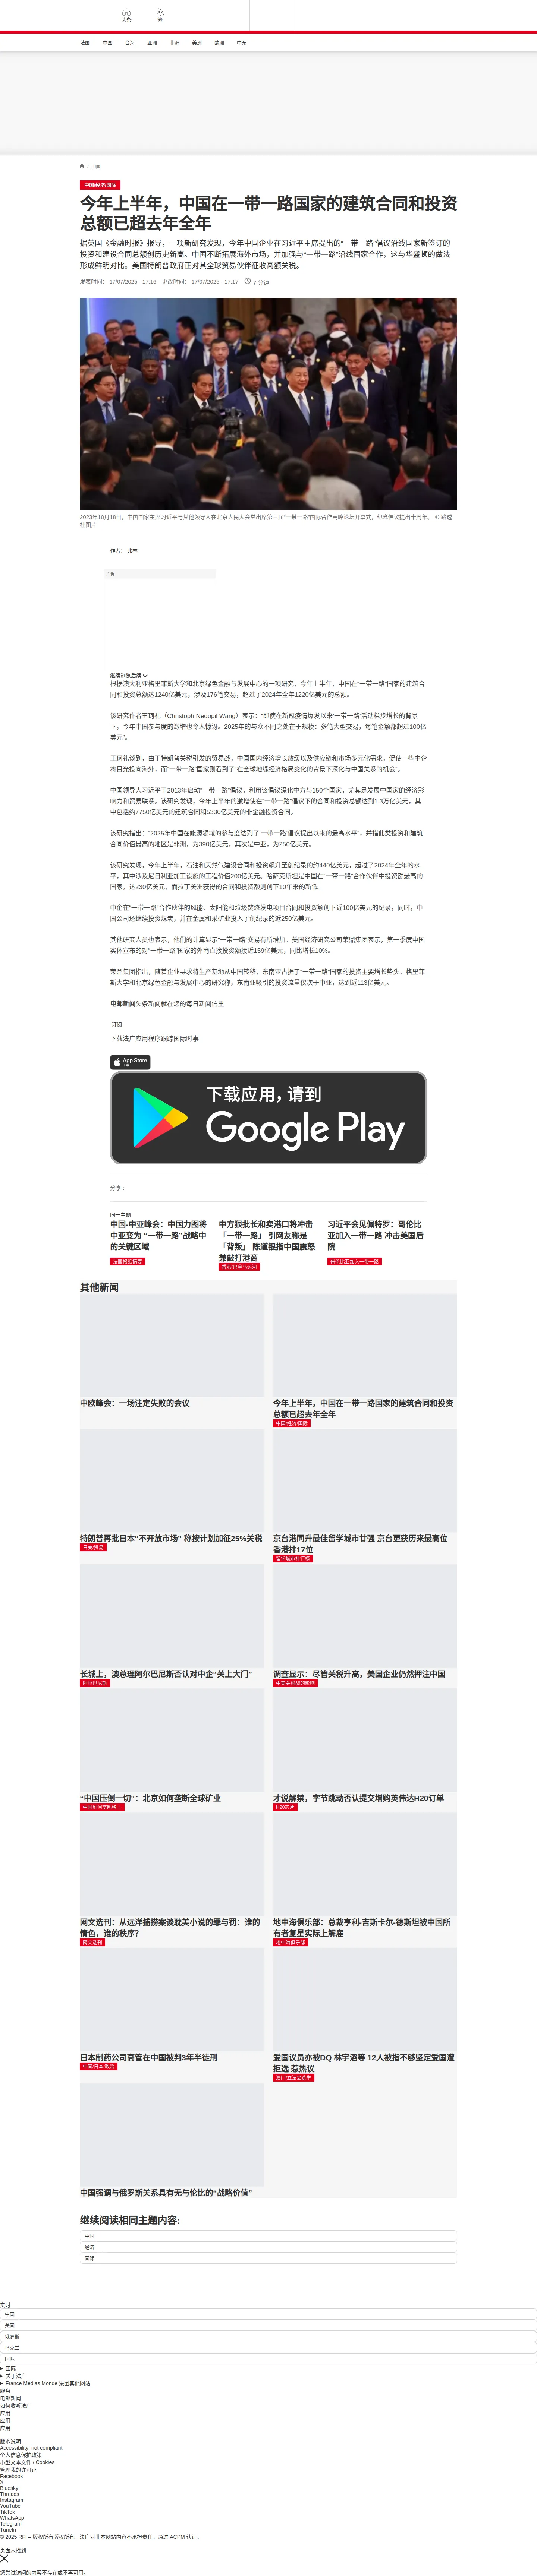 头条
繁
法国
中国
台海
亚洲
非洲
美洲
欧洲
中东
/ 中国
中国/经济/国际
今年上半年，中国在一带一路国家的建筑合同和投资
总额已超去年全年
据英国《金融时报》报导，一项新研究发现，今年中国企业在习近平主席提出的“一带一路”倡议沿线国家新签订的
投资和建设合同总额创历史新高。中国不断拓展海外市场，并加强与“一带一路”沿线国家合作，这与华盛顿的做法
形成鲜明对比。美国特朗普政府正对其全球贸易伙伴征收高额关税。
发表时间： 17/07/2025 - 17:16 更改时间： 17/07/2025 - 17:17 7 分钟
2023年10月18日，中国国家主席习近平与其他领导人在北京人民大会堂出席第三届“一带一路”国际合作高峰论坛开幕式，纪念倡议提出十周年。 © 路透
社图片
作者： 弗林
广告
继续浏览后续
根据澳大利亚格里菲斯大学和北京绿色金融与发展中心的一项研究，今年上半年，中国在“一带一路”国家的建筑合
同和投资总额达1240亿美元，涉及176笔交易，超过了2024年全年1220亿美元的总额。
该研究作者王珂礼（Christoph Nedopil Wang）表示：“即使在新冠疫情爆发以来‘一带一路’活动稳步增长的背景
下，今年中国参与度的激增也令人惊讶。2025年的与众不同之处在于规模：多笔大型交易，每笔金额都超过100亿
美元”。
王珂礼谈到，由于特朗普关税引发的贸易战，中国国内经济增长放缓以及供应链和市场多元化需求，促使一些中企
将目光投向海外，而“一带一路”国家则看到了“在全球地缘经济格局变化的背景下深化与中国关系的机会”。
中国领导人习近平于2013年启动“一带一路”倡议，利用该倡议深化中方与150个国家，尤其是发展中国家的经济影
响力和贸易联系。该研究发现，今年上半年的激增使在“一带一路”倡议下的合同和投资总额达到1.3万亿美元，其
中包括约7750亿美元的建筑合同和5330亿美元的非金融投资合同。
该研究指出：“2025年中国在能源领域的参与度达到了‘一带一路’倡议提出以来的最高水平”，并指此类投资和建筑
合同价值最高的地区是非洲，为390亿美元，其次是中亚，为250亿美元。
该研究发现，今年上半年，石油和天然气建设合同和投资飙升至创纪录的约440亿美元，超过了2024年全年的水
平，其中涉及尼日利亚加工设施的工程价值200亿美元。哈萨克斯坦是中国在“一带一路”合作伙伴中投资额最高的
国家，达230亿美元，而拉丁美洲获得的合同和投资额则创下10年来的新低。
中企在“一带一路”合作伙伴的风能、太阳能和垃圾焚烧发电项目合同和投资额创下近100亿美元的纪录，同时，中
国公司还继续投资煤炭，并在金属和采矿业投入了创纪录的近250亿美元。
其他研究人员也表示，他们的计算显示“一带一路”交易有所增加。美国经济研究公司荣鼎集团表示，第一季度中国
实体宣布的对“一带一路”国家的外商直接投资额接近159亿美元，同比增长10%。
荣鼎集团指出，随着企业寻求将生产基地从中国转移，东南亚占据了“一带一路”国家的投资主要增长势头。格里菲
斯大学和北京绿色金融与发展中心的研究称，东南亚吸引的投资流量仅次于中亚，达到近113亿美元。
电邮新闻头条新闻就在您的每日新闻信里
订阅
下载法广应用程序跟踪国际时事
App Store
下载
下载应用，请到
Google Play
分享 :
同一主题
中国-中亚峰会：中国力图将
中亚变为 "一带一路"战略中
的关键区域
法国报纸摘要
中方狠批长和卖港口将冲击
「一带一路」 引网友称是
「背叛」 陈道银指中国震怒
兼敲打港商
香港/巴拿马运河
习近平会见佩特罗：哥伦比
亚加入一带一路 冲击美国后
院
哥伦比亚加入一带一路
其他新闻
中欧峰会：一场注定失败的会议
今年上半年，中国在一带一路国家的建筑合同和投资
总额已超去年全年
中国/经济/国际
特朗普再批日本“不开放市场” 称按计划加征25%关税
日美/贸易
京台港同升最佳留学城市廿强 京台更获历来最高位
香港排17位
留学城市排行榜
长城上，澳总理阿尔巴尼斯否认对中企“关上大门”
阿尔巴尼斯
调查显示：尽管关税升高，美国企业仍然押注中国
中美关税战的影响
“中国压倒一切”：北京如何垄断全球矿业
中国如何垄断稀土
才说解禁，字节跳动否认提交增购英伟达H20订单
H20芯片
网文选刊：从远洋捕捞案谈耽美小说的罪与罚：谁的
情色，谁的秩序？
网文选刊
地中海俱乐部：总裁亨利-吉斯卡尔-德斯坦被中国所
有者复星实际上解雇
地中海俱乐部
日本制药公司高管在中国被判3年半徒刑
中国/日本/政治
爱国议员亦被DQ 林宇滔等 12人被指不够坚定爱国遭
拒选 惹热议
澳门/立法会选举
中国强调与俄罗斯关系具有无与伦比的“战略价值”
继续阅读相同主题内容:
中国
经济
国际
实时
中国
美国
俄罗斯
乌克兰
国际
国际
关于法广
France Médias Monde 集团其他网站
服务
电邮新闻
如何收听法广
应用
应用
应用
版本说明
Accessibility: not compliant
个人信息保护政策
小型文本文件 / Cookies
管理我的许可证
Facebook
X
Bluesky
Threads
Instagram
YouTube
TikTok
WhatsApp
Telegram
TuneIn
© 2025 RFI – 版权所有版权所有。法广对非本网站内容不承担责任。通过 ACPM 认证。
页面未找到
您尝试访问的内容不存在或不再可用。